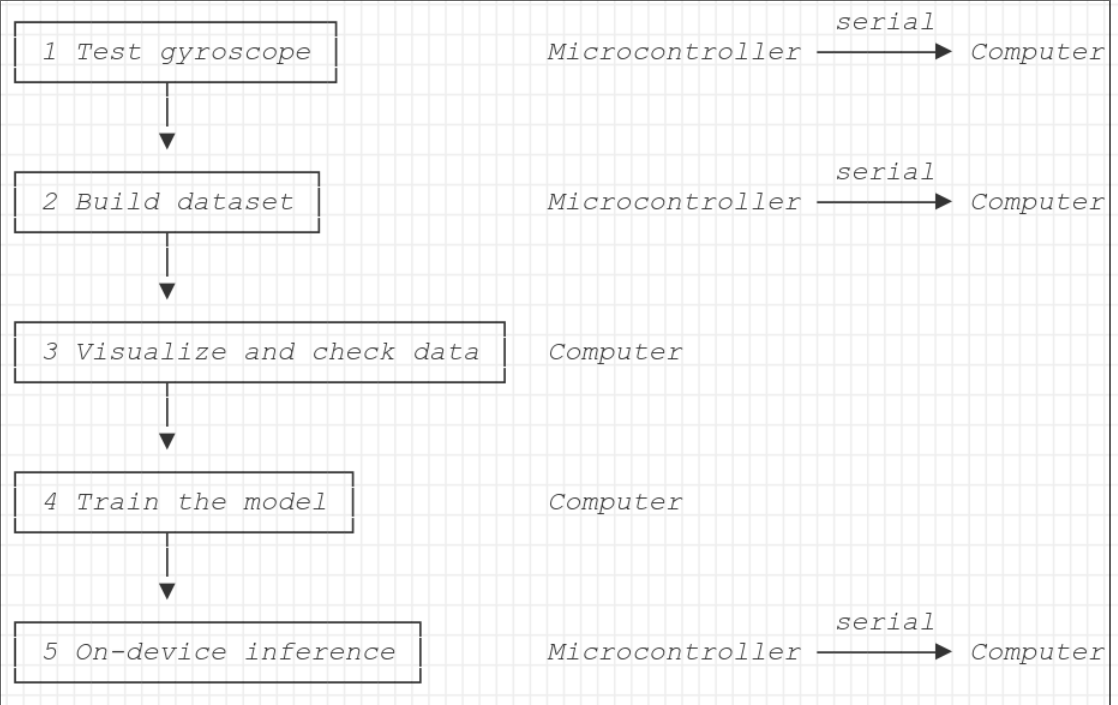 serial
1 Test gyroscope Microcontroller Computer
serial
2 Build dataset Microcontroller Computer
3 Visualize and check data Computer
4 Train the model Computer
serial
5 On-device inference Microcontroller Computer